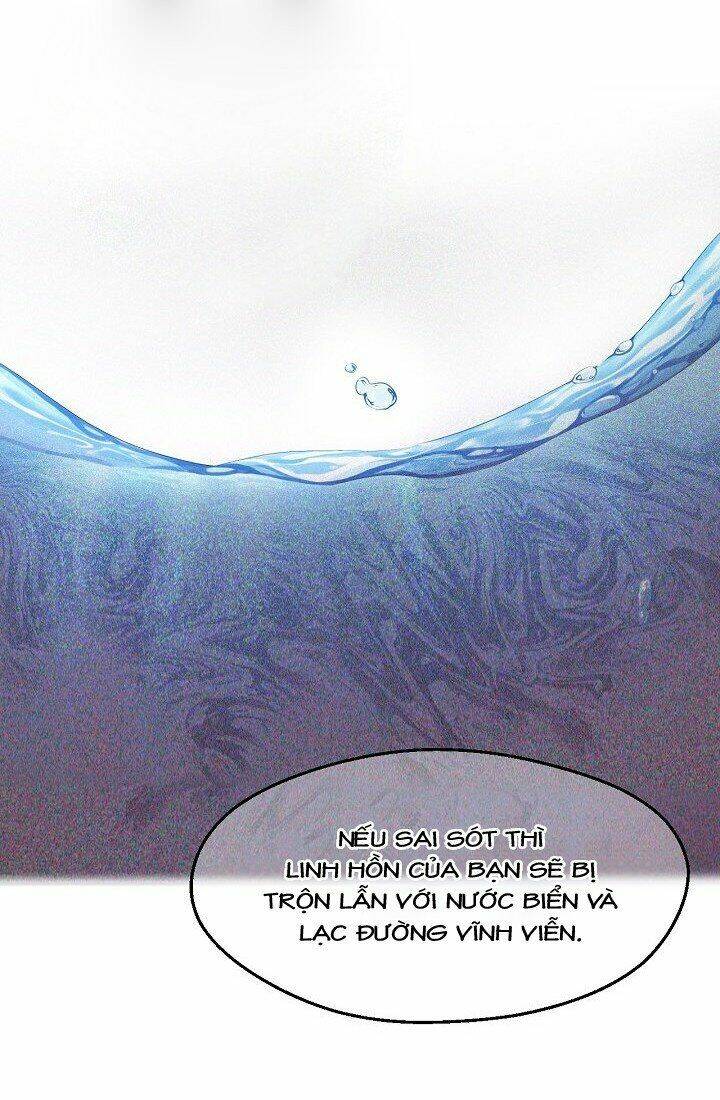 NẾU SAI SÓT THÌ
LINH HỒN CỦA BẠN SẼ BỊ
TRỘN LẪN VỚI NƯỚC BIỂN VÀ
LẠC ĐƯỜNG VĨNH VIỄN.